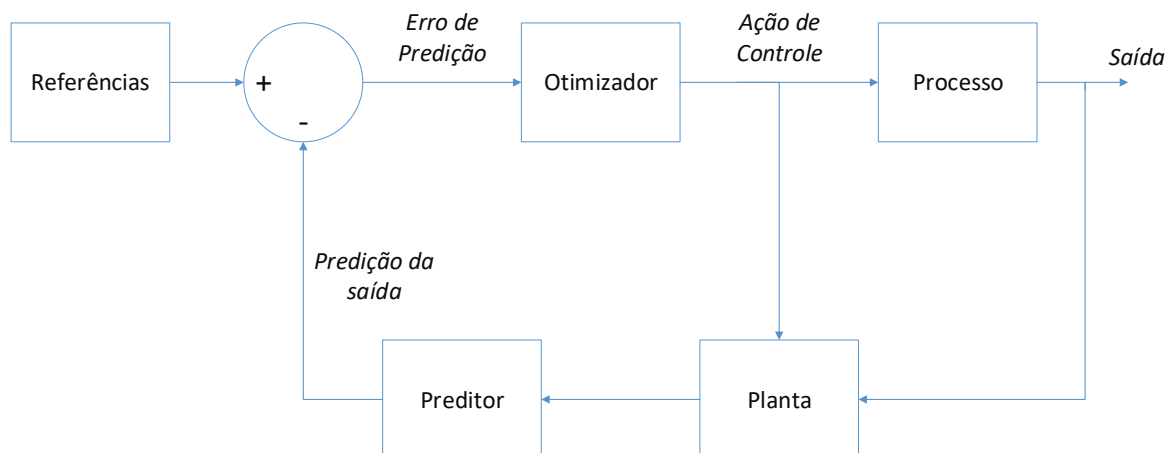 Erro de
Predição
Ação de
Controle
Saída
Referências
+
-
Otimizador
Processo
Predição da
saída
Preditor
Planta